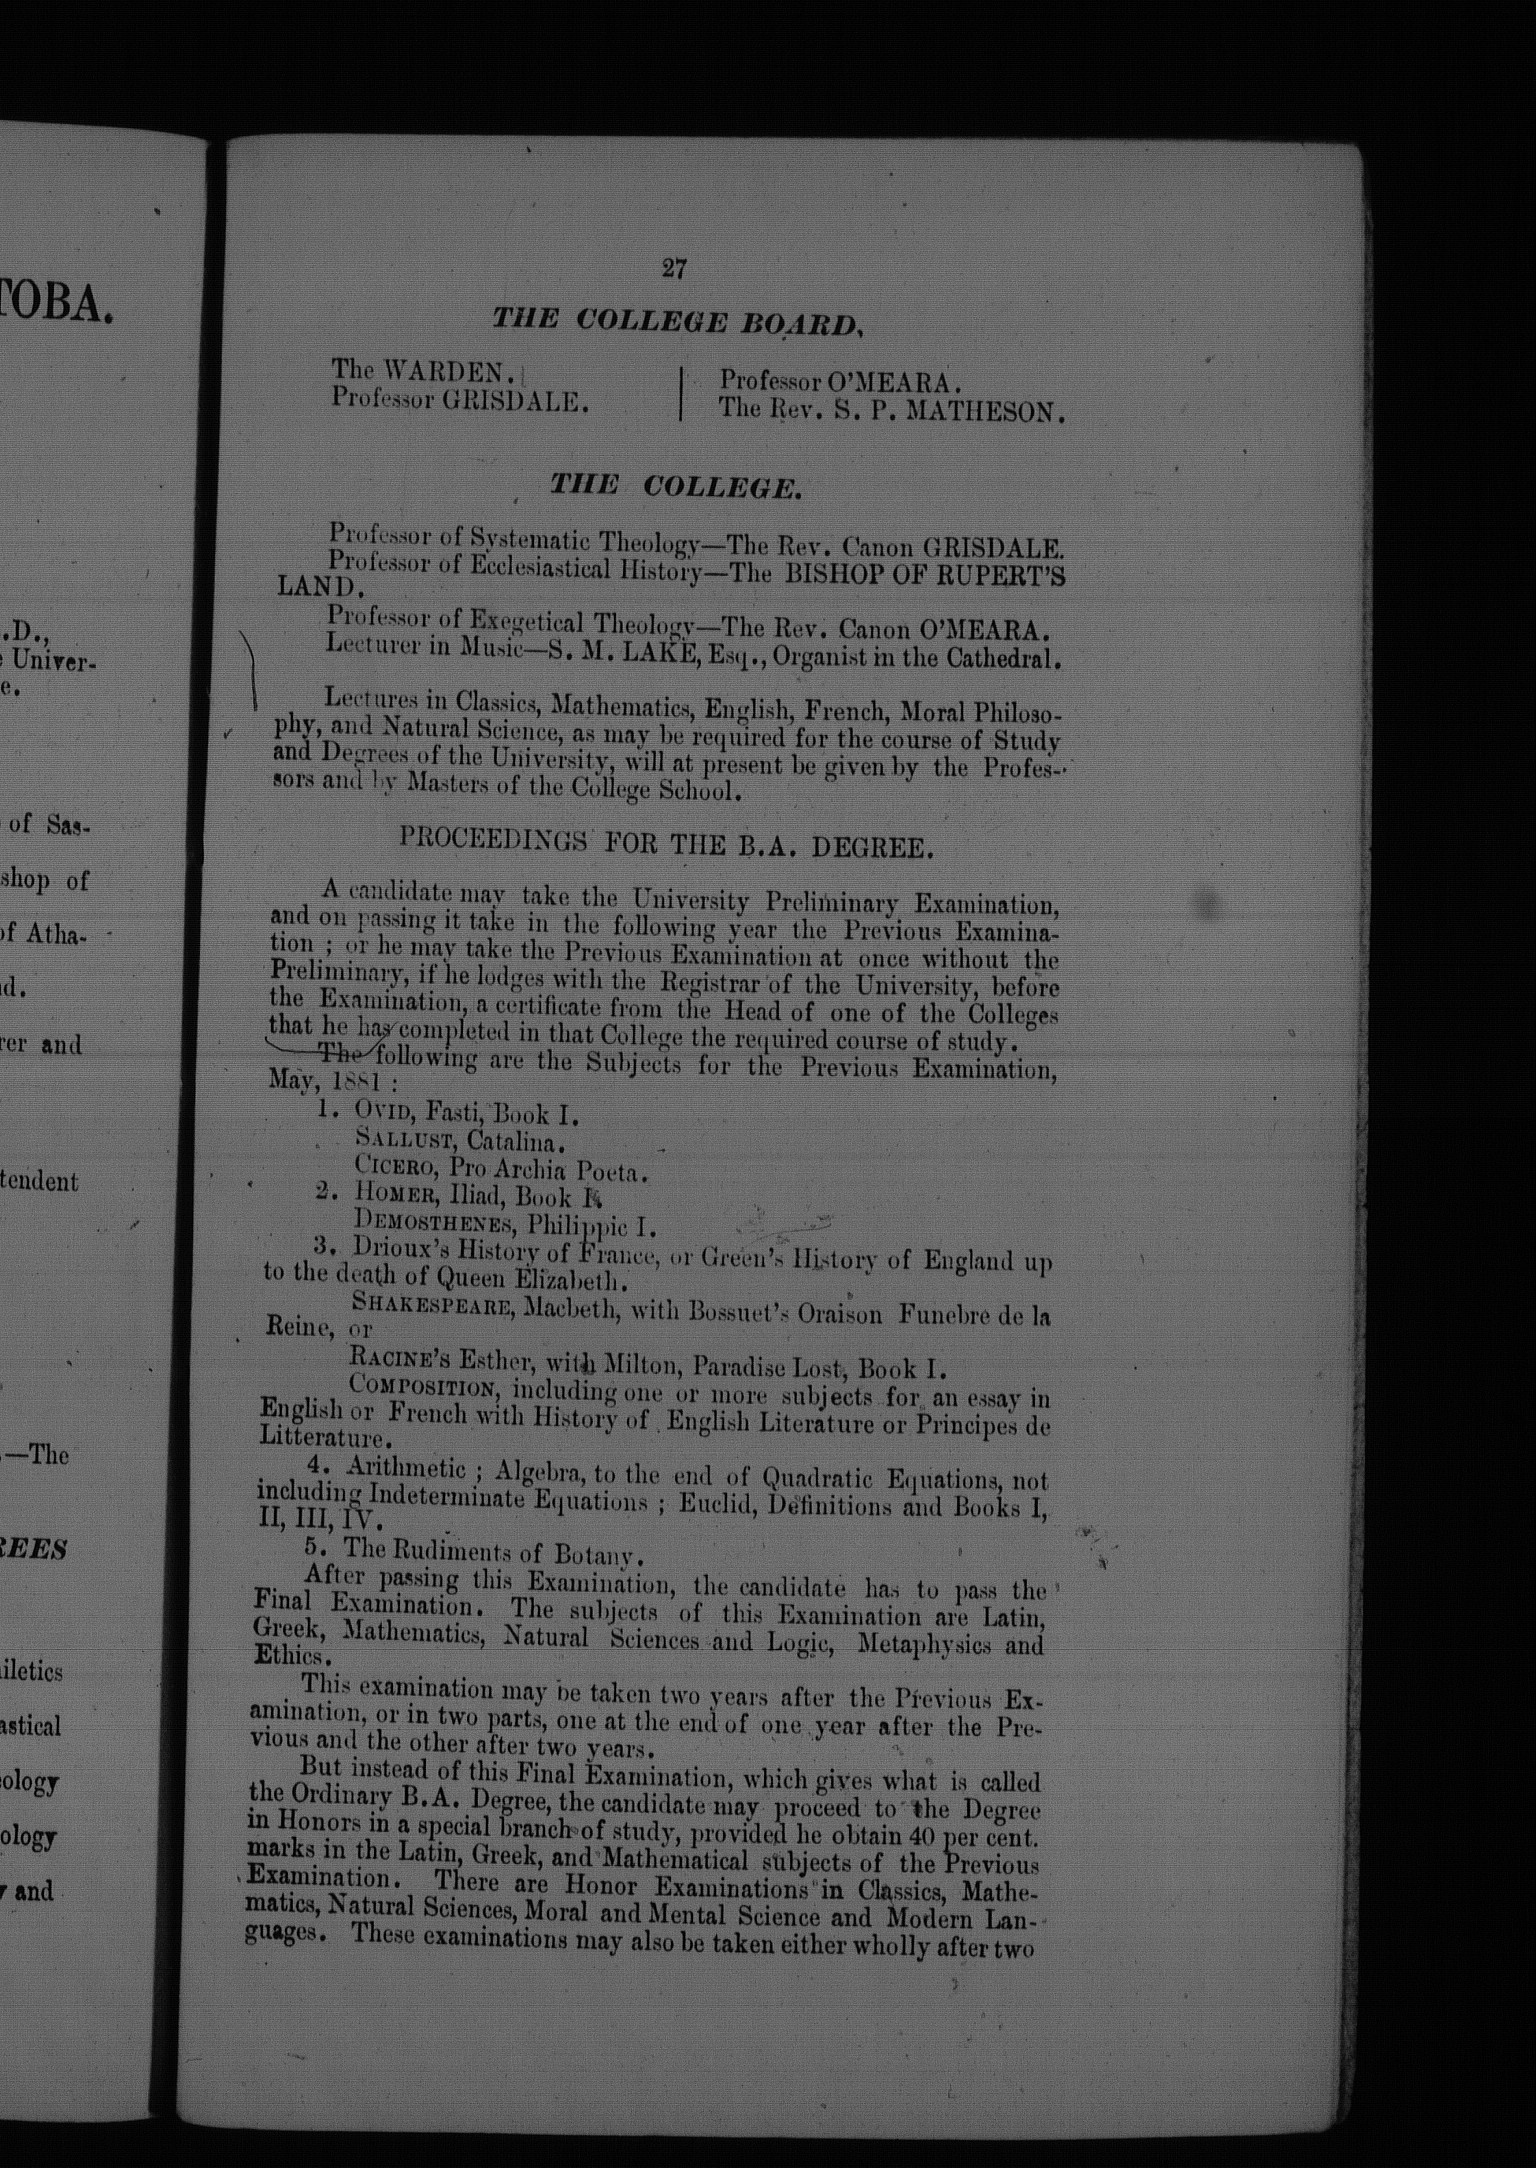 TOBA.
.D.,
Univer-
e.
of Sas-
shop of
of Atha-
d.
rer and
tendent
.—The
REES
iletics
astical
ology
ology
and
27
THE COLLEGE BOARD.
The WARDEN.
Professor GRISDALE.
Professor O'MEARA.
The Rev. S. P. MATHESON.
THE COLLEGE.
Professor of Systematic Theology—The Rev. Canon GRISDALE.
Professor of Ecclesiastical History—The BISHOP OF RUPERT'S
LAND.
Professor of Exegetical Theology—The Rev. Canon O'MEARA.
Lecturer in Music—S. M. LAKE, Esq., Organist in the Cathedral.
Lectures in Classics, Mathematics, English, French, Moral Philoso-
phy, and Natural Science, as may be required for the course of Study
and Degrees of the University, will at present be given by the Profes-
sors and by Masters of the College School.
PROCEEDINGS FOR THE B.A. DEGREE.
A candidate may take the University Preliminary Examination,
and on passing it take in the following year the Previous Examina-
tion ; or he may take the Previous Examination at once without the
Preliminary, if he lodges with the Registrar of the University, before
the Examination, a certificate from the Head of one of the Colleges
that he has completed in that College the required course of study.
The following are the Subjects for the Previous Examination,
May, 1881 :
1. OVID, Fasti, Book I.
SALLUST, Catalina.
CICERO, Pro Archia Poeta.
2. HOMER, Iliad, Book I.
DEMOSTHENES, Philippic I.
3. Drioux's History of France, or Green's History of England up
to the death of Queen Elizabeth.
SHAKESPEARE, Macbeth, with Bossuet's Oraison Funebre de la
Reine, or
RACINE'S Esther, with Milton, Paradise Lost, Book I.
COMPOSITION, including one or more subjects for an essay in
English or French with History of English Literature or Principes de
Litterature.
4. Arithmetic ; Algebra, to the end of Quadratic Equations, not
including Indeterminate Equations ; Euclid, Definitions and Books I,
II, III, IV.
5. The Rudiments of Botany.
After passing this Examination, the candidate has to pass the
Final Examination. The subjects of this Examination are Latin,
Greek, Mathematics, Natural Sciences and Logic, Metaphysics and
Ethics.
This examination may be taken two years after the Previous Ex-
amination, or in two parts, one at the end of one year after the Pre-
vious and the other after two years.
But instead of this Final Examination, which gives what is called
the Ordinary B.A. Degree, the candidate may proceed to the Degree
in Honors in a special branch of study, provided he obtain 40 per cent.
marks in the Latin, Greek, and Mathematical subjects of the Previous
Examination. There are Honor Examinations in Classics, Mathe-
matics, Natural Sciences, Moral and Mental Science and Modern Lan-
guages. These examinations may also be taken either wholly after two